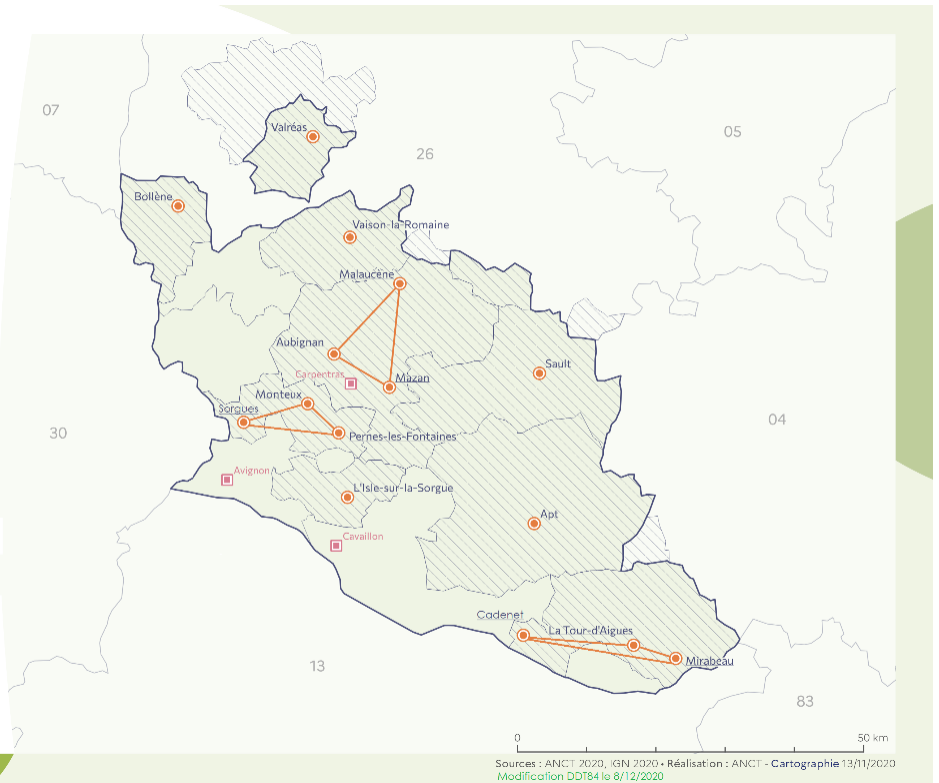 07
05
Valréas
26
Bollène
Vaison-la-Romaine
Malaucène
Aubignan
Sault
Carpentras
Mazan
Monteux
Sorgues
04
30
Pernes-les-Fontaines
Avignon
L'Isle-sur-la-Sorgue
Apt
Cavaillon
Cadenet
La Tour-d'Aigues
Mirabeau
13
83
0
50 km
Sources : ANCT 2020, IGN 2020 • Réalisation : ANCT - Cartographie 13/11/2020
Modification DDT84 le 8/12/2020